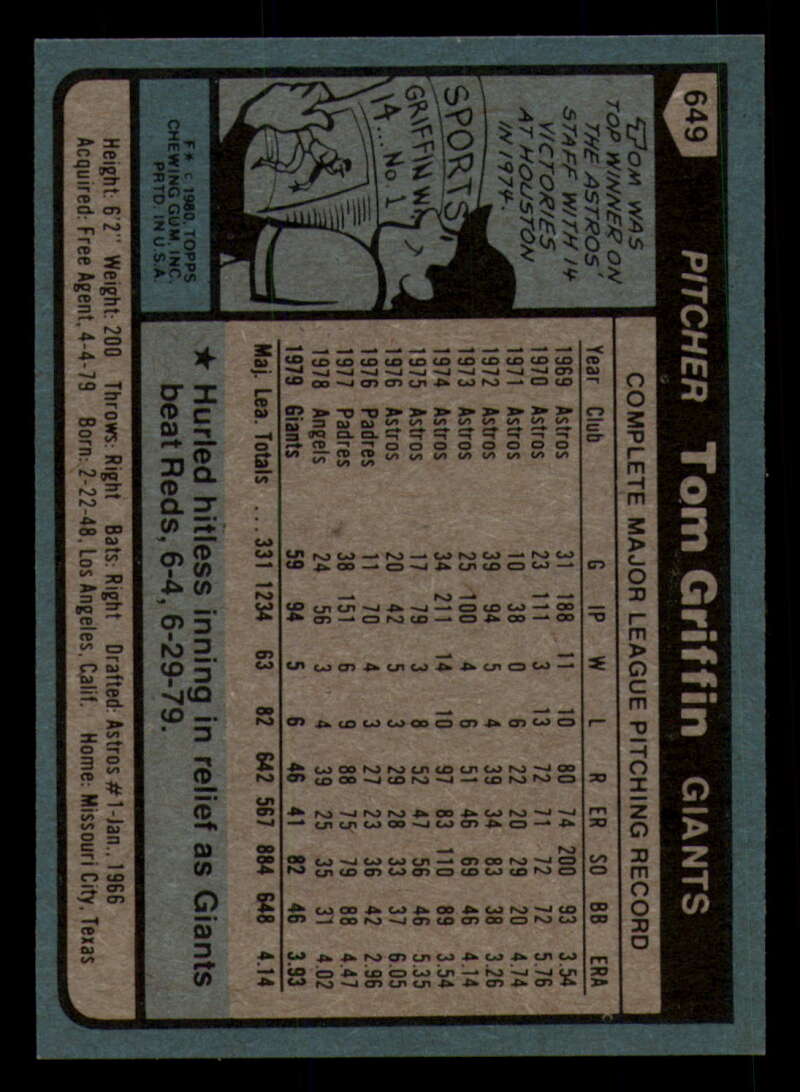 649 PITCHER Tom Griffin GIANTS
TOM WAS
TOP WINNER ON
THE ASTROS'
STAFF WITH 14
VICTORIES
AT HOUSTON
IN 1974.
SPORTS
GRIFFIN W
14... No 1
F* © 1980 TOPPS
CHEWING GUM, INC.
PRTD. IN U.S.A.
COMPLETE MAJOR LEAGUE PITCHING RECORD
Year Club G IP W L R ER SO BB ERA
1969 Astros 31 188 11 10 80 74 200 93 3.54
1970 Astros 23 111 3 13 72 71 72 72 5.76
1971 Astros 10 38 0 6 22 20 29 20 4.74
1972 Astros 39 94 5 4 39 34 83 38 3.26
1973 Astros 25 100 4 6 51 46 69 46 4.14
1974 Astros 34 211 14 10 97 83 110 89 3.54
1975 Astros 17 79 3 8 52 47 56 46 5.35
1976 Astros 20 42 5 3 29 28 33 37 6.05
1976 Padres 11 70 4 3 27 23 36 42 2.96
1977 Padres 38 151 6 9 88 75 79 88 4.47
1978 Angels 24 56 3 4 39 25 35 31 4.02
1979 Giants 59 94 5 6 46 41 82 46 3.93
Maj. Lea. Totals ... 331 1234 63 82 642 567 884 648 4.14
★ Hurled hitless inning in relief as Giants
beat Reds, 6-4, 6-29-79.
Height: 6'2" Weight: 200 Throws: Right Bats: Right Drafted: Astros #1-Jan., 1966
Acquired: Free Agent, 4-4-79 Born: 2-22-48, Los Angeles, Calif. Home: Missouri City, Texas